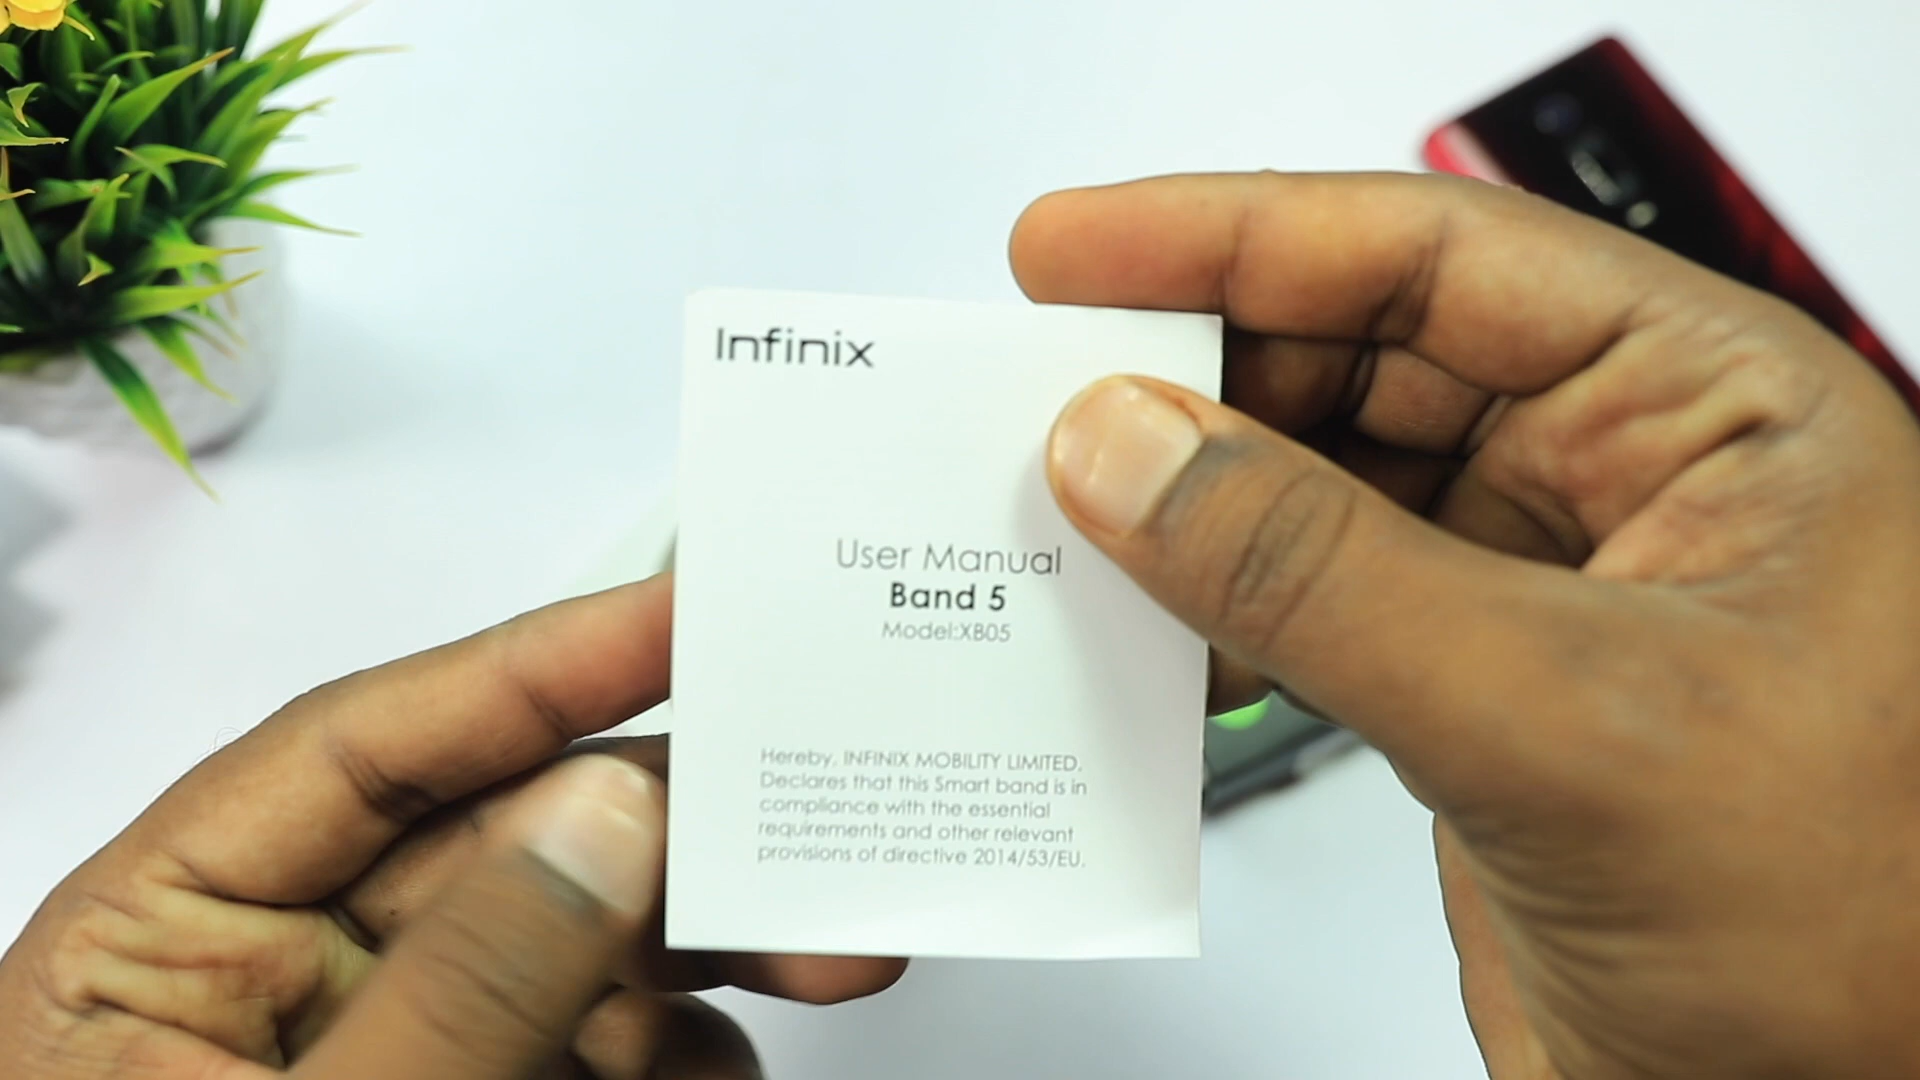 Infinix
User Manual
Band 5
Model:XB05
Hereby, INFINIX MOBILITY LIMITED.
Declares that this Smart band is in
compliance with the essential
requirements and other relevant
provisions of directive 2014/53/EU.